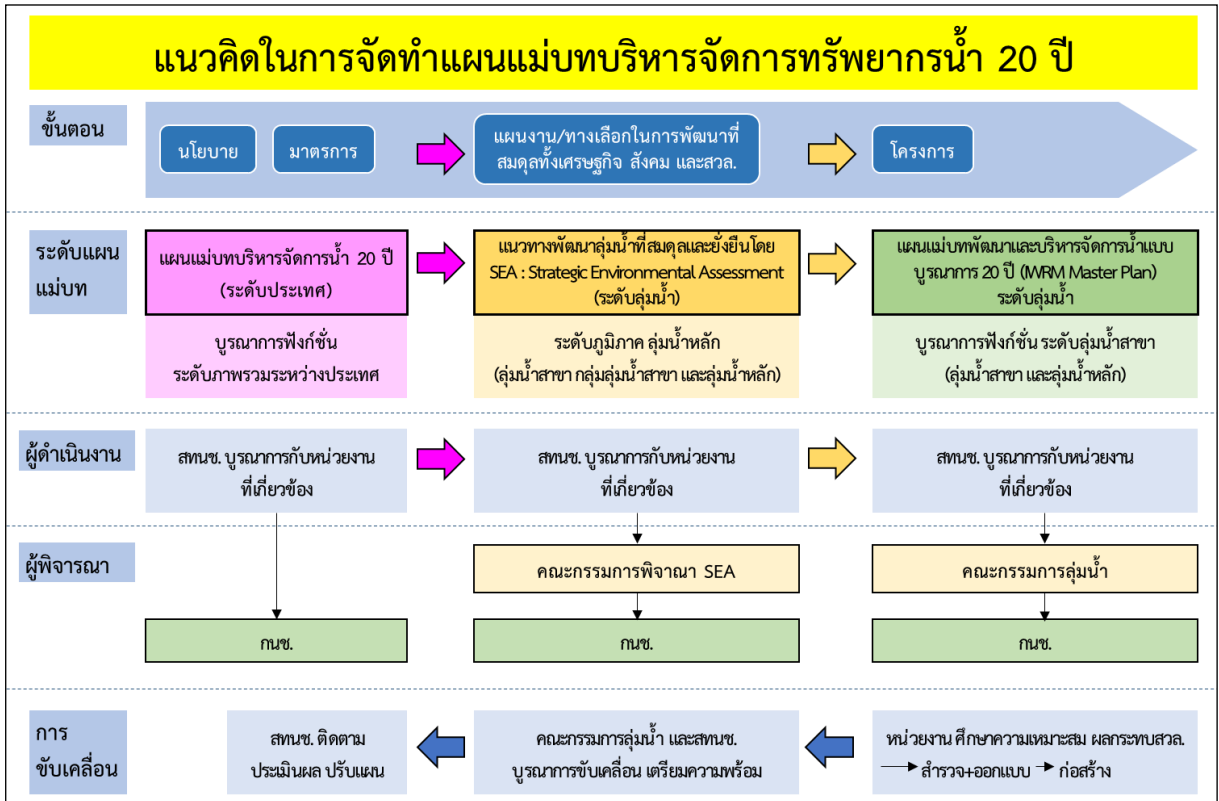 แนวคิดในการจัดทำแผนแม่บทบริหารจัดการทรัพยากรน้ำ 20 ปี
ขั้นตอน
นโยบาย
มาตรการ
แผนงาน/ทางเลือกในการพัฒนาที่
สมดุลทั้งเศรษฐกิจ สังคม และสวล.
โครงการ
ระดับแผน
แม่บท
แผนแม่บทบริหารจัดการน้ำ 20 ปี
(ระดับประเทศ)
แนวทางพัฒนาลุ่มน้ำที่สมดุลและยั่งยืนโดย
SEA : Strategic Environmental Assessment
(ระดับลุ่มน้ำ)
แผนแม่บทพัฒนาและบริหารจัดการน้ำแบบ
บูรณาการ 20 ปี (IWRM Master Plan)
ระดับลุ่มน้ำ
บูรณาการฟังก์ชั่น
ระดับภาพรวมระหว่างประเทศ
ระดับภูมิภาค ลุ่มน้ำหลัก
(ลุ่มน้ำสาขา กลุ่มลุ่มน้ำสาขา และลุ่มน้ำหลัก)
บูรณาการฟังก์ชั่น ระดับลุ่มน้ำสาขา
(ลุ่มน้ำสาขา และลุ่มน้ำหลัก)
ผู้ดำเนินงาน
สทนช. บูรณาการกับหน่วยงาน
ที่เกี่ยวข้อง
สทนช. บูรณาการกับหน่วยงาน
ที่เกี่ยวข้อง
สทนช. บูรณาการกับหน่วยงาน
ที่เกี่ยวข้อง
ผู้พิจารณา
คณะกรรมการพิจาณา SEA
คณะกรรมการลุ่มน้ำ
กนช.
กนช.
กนช.
การ
ขับเคลื่อน
สทนช. ติดตาม
ประเมินผล ปรับแผน
คณะกรรมการลุ่มน้ำ และสทนช.
บูรณาการขับเคลื่อน เตรียมความพร้อม
หน่วยงาน ศึกษาความเหมาะสม ผลกระทบสวล.
สำรวจ+ออกแบบ ก่อสร้าง